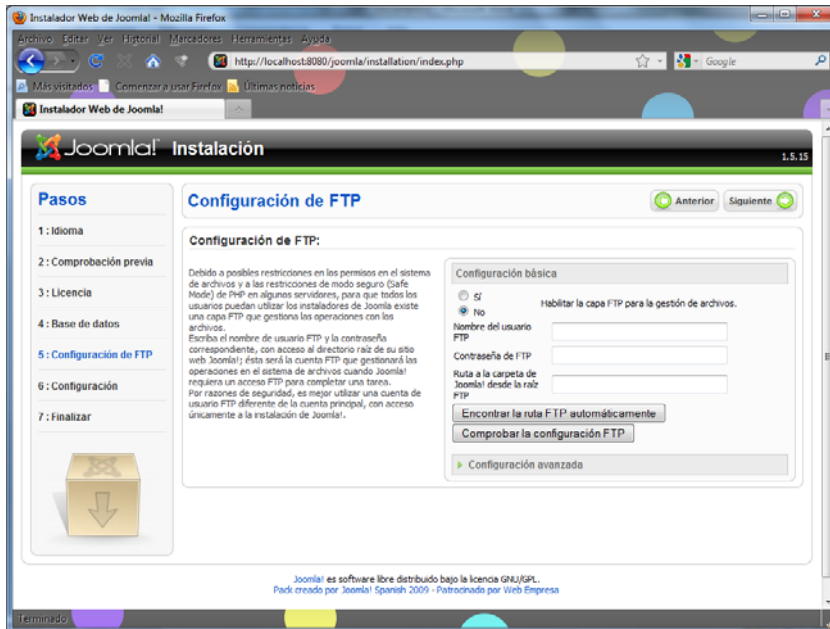 Instalador Web de Joomla! - Mozilla Firefox
Archivo Editar Ver Historial Marcadores Herramientas Ayuda
http://localhost:8080/joomla/installation/index.php
Google
Más visitados Comenzar a usar Firefox Últimas noticias
Instalador Web de Joomla!
Joomla! Instalación
1.5.15
Pasos
1 : Idioma
2 : Comprobación previa
3 : Licencia
4 : Base de datos
5 : Configuración de FTP
6 : Configuración
7 : Finalizar
Configuración de FTP
Anterior
Siguiente
Configuración de FTP:
Debido a posibles restricciones en los permisos en el sistema
de archivos y a las restricciones de modo seguro (Safe
Mode) de PHP en algunos servidores, para que todos los
usuarios puedan utilizar los instaladores de Joomla existe
una capa FTP que gestiona las operaciones con los
archivos.
Escriba el nombre de usuario FTP y la contraseña
correspondiente, con acceso al directorio raíz de su sitio
web Joomla!; ésta será la cuenta FTP que gestionará las
operaciones en el sistema de archivos cuando Joomla!
requiera un acceso FTP para completar una tarea.
Por razones de seguridad, es mejor utilizar una cuenta de
usuario FTP diferente de la cuenta principal, con acceso
únicamente a la instalación de Joomla!.
Configuración básica
Sí
No
Habilitar la capa FTP para la gestión de archivos.
Nombre del usuario
FTP
Contraseña de FTP
Ruta a la carpeta de
Joomla! desde la raíz
FTP
Encontrar la ruta FTP automáticamente
Comprobar la configuración FTP
Configuración avanzada
Joomla! es software libre distribuido bajo la licencia GNU/GPL.
Pack creado por Joomla! Spanish 2009 - Patrocinado por Web Empresa
Terminado